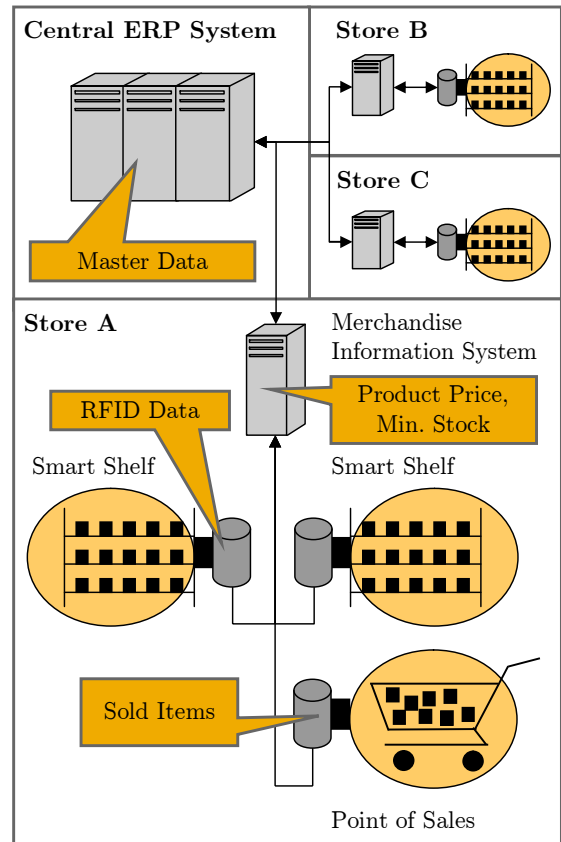 Central ERP System
Store B
Store C
Master Data
Store A
Merchandise
Information System
RFID Data
Product Price,
Min. Stock
Smart Shelf
Smart Shelf
Sold Items
Point of Sales